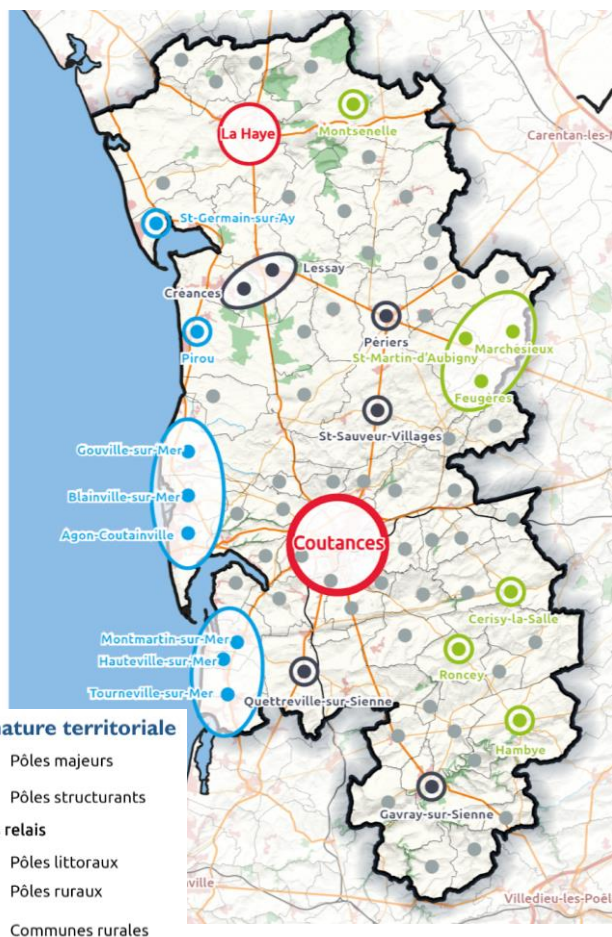 La Haye
Montsenelle
Carentan-les-M
St-Germain-sur-Ay
Lessay
Créances
Pirou
Périers
St-Martin-d'Aubigny
Marchésieux
Feugères
St-Sauveur-Villages
Gouville-sur-Mer
Blainville-sur-Mer
Agon-Coutainville
Coutances
Cerisy-la-Salle
Montmartin-sur-Mer
Hauteville-sur-Mer
Roncey
Tourneville-sur-Mer
Quettreville-sur-Sienne
Hambye
Gavray-sur-Sienne
nature territoriale
Pôles majeurs
Pôles structurants
relais
Pôles littoraux
Pôles ruraux
Communes rurales
ville
Villedieu-les-Poêl